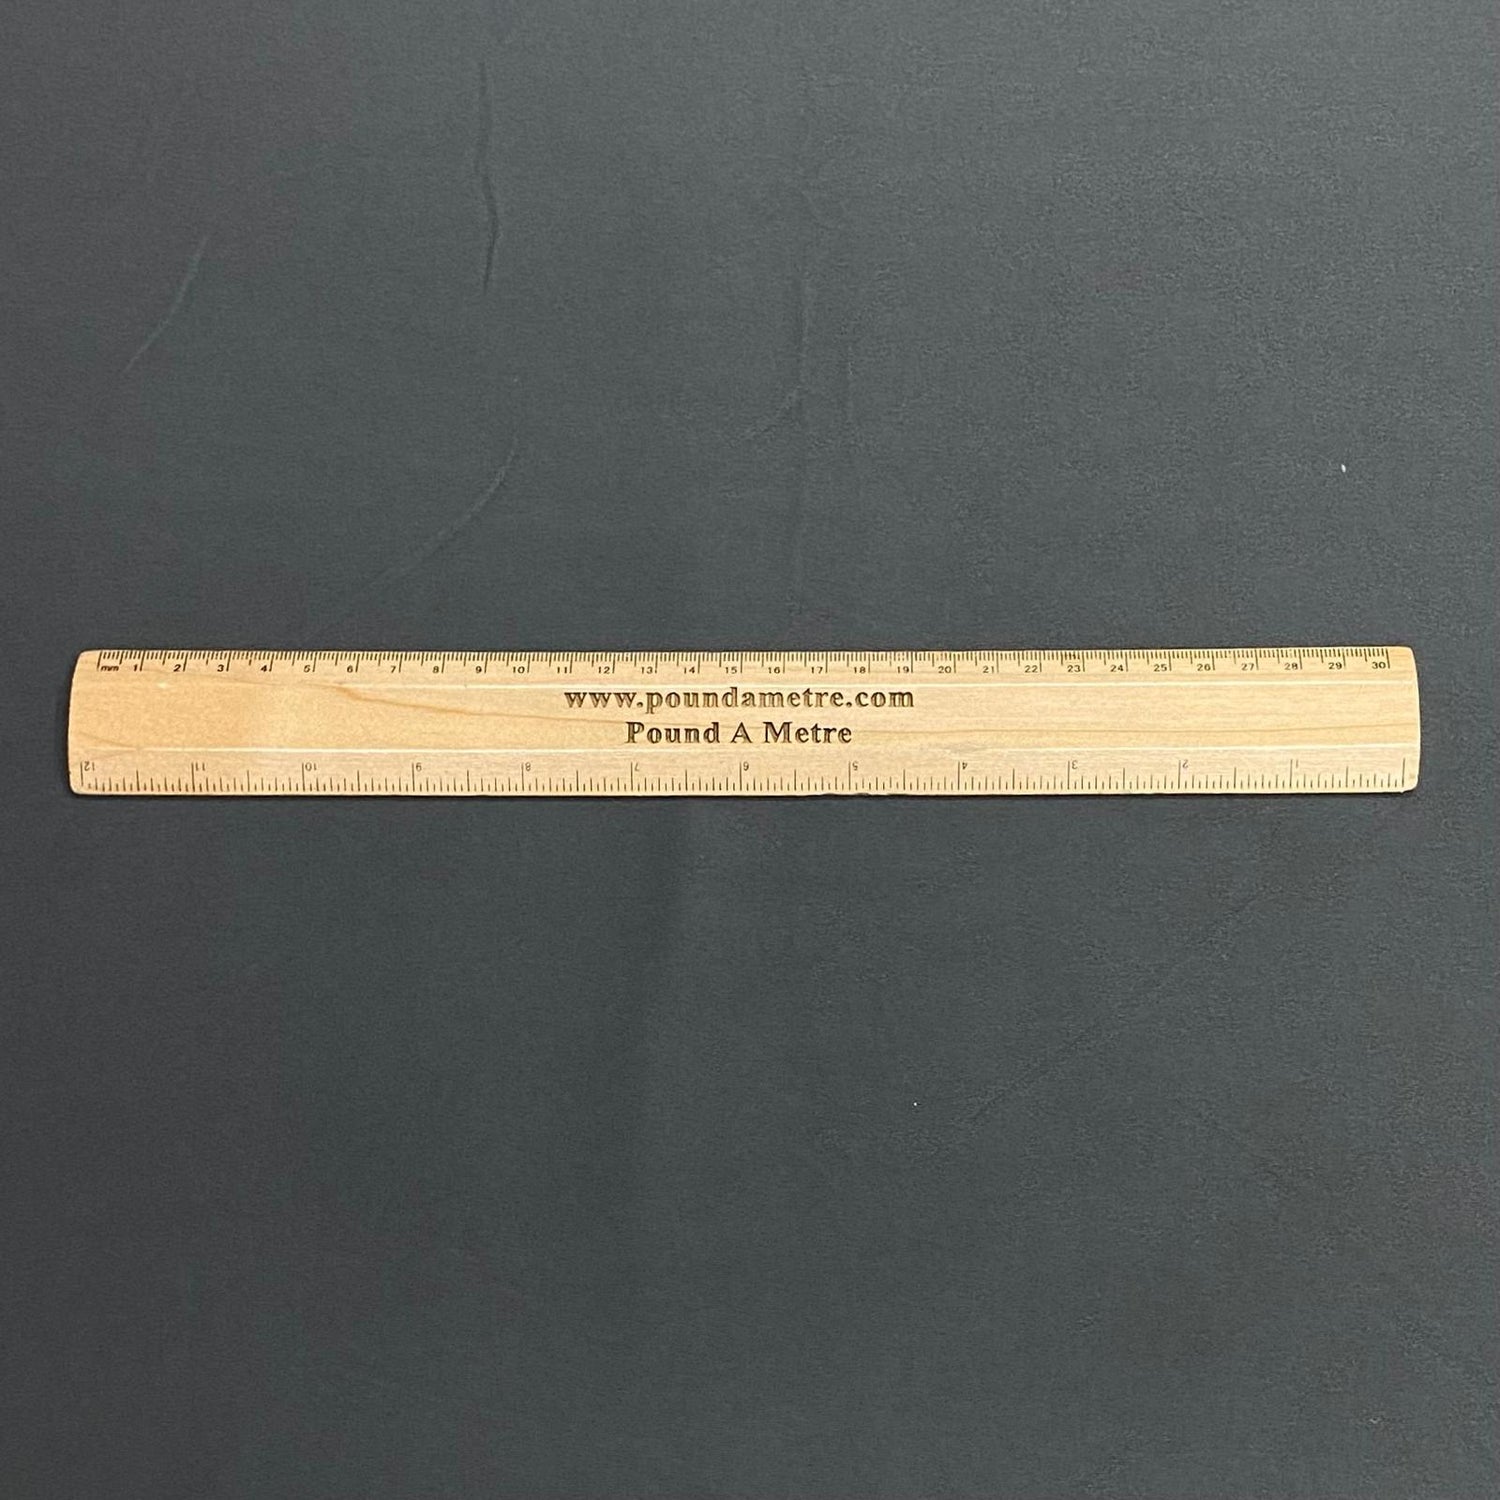 mm 1 2 3 4 5 6 7 8 9 10 11 12 13 14 15 16 17 18 19 20 21 22 23 24 25 26 27 28 29 30
www.poundametre.com
Pound A Metre
12 11 10 9 8 7 6 5 4 3 2 1